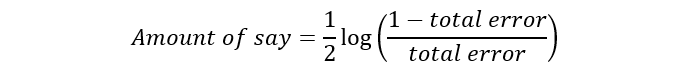 Amount of say = 1/2 log(1 − total error / total error)